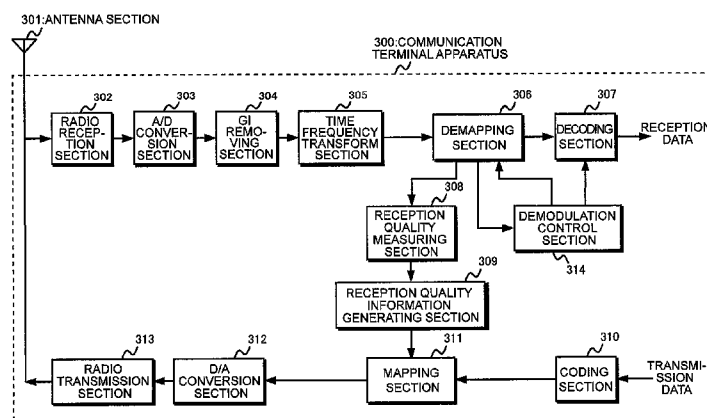 301:ANTENNA SECTION
300:COMMUNICATION
TERMINAL APPARATUS
302
303
304
305
306
307
RADIO
RECEP-
TION
SECTION
A/D
CONVER-
SION
SECTION
GI
REMO-
VING
SECTION
TIME
FREQUENCY
TRANSFORM
SECTION
DEMAPPING
SECTION
DECODING
SECTION
RECEPTION
DATA
308
RECEPTION
QUALITY
MEASURING
SECTION
DEMODULATION
CONTROL
SECTION
314
309
RECEPTION QUALITY
INFORMATION
GENERATING SECTION
313
312
311
310
RADIO
TRANSMISSION
SECTION
D/A
CONVERSION
SECTION
MAPPING
SECTION
CODING
SECTION
TRANSMI-
SSION DATA